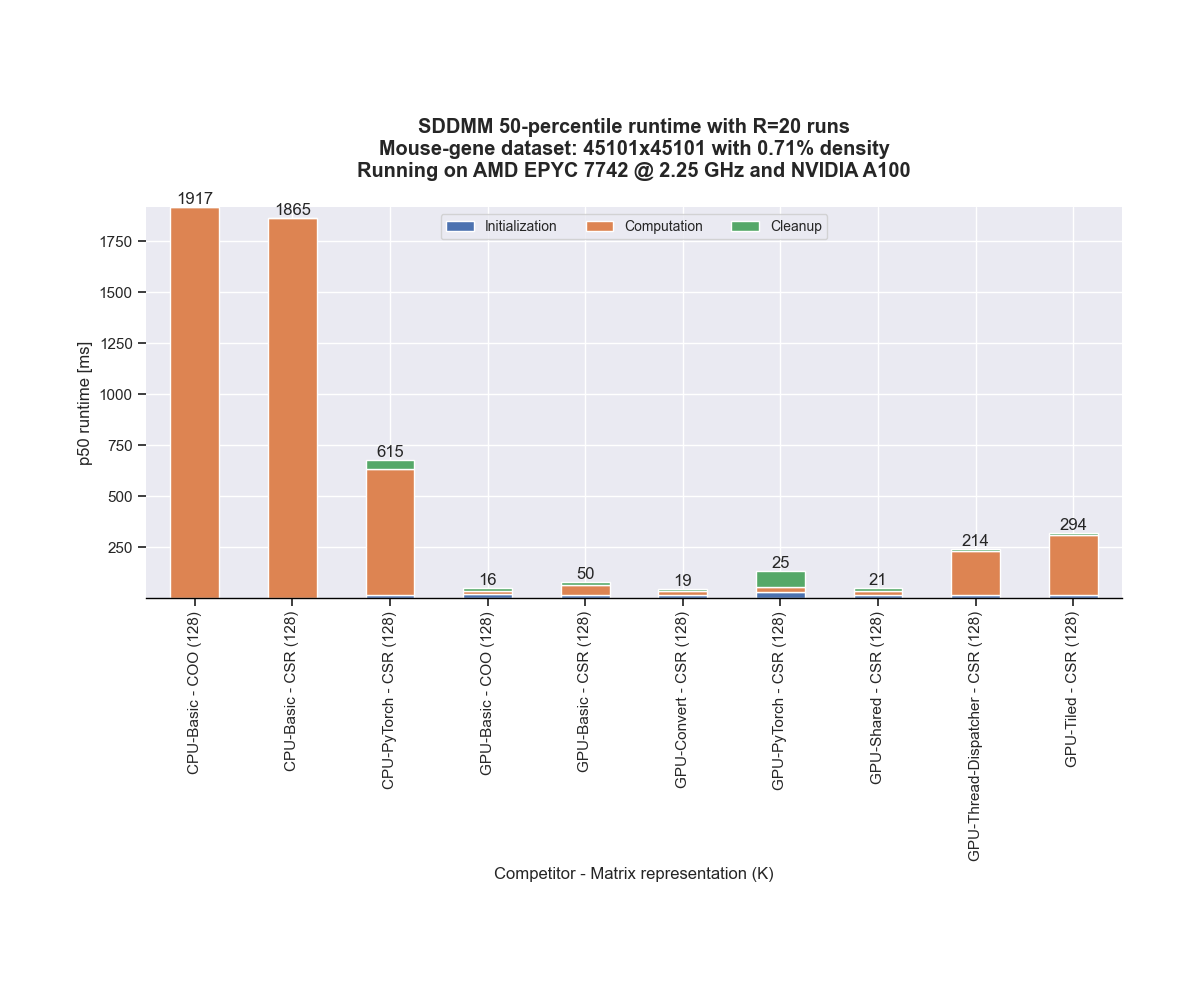 SDDMM 50-percentile runtime with R=20 runs
Mouse-gene dataset: 45101x45101 with 0.71% density
Running on AMD EPYC 7742 @ 2.25 GHz and NVIDIA A100
Initialization
Computation
Cleanup
p50 runtime [ms]
1750
1500
1250
1000
750
500
250
1917
1865
615
16
50
19
25
21
214
294
CPU-Basic - COO (128)
CPU-Basic - CSR (128)
CPU-PyTorch - CSR (128)
GPU-Basic - COO (128)
GPU-Basic - CSR (128)
GPU-Convert - CSR (128)
GPU-PyTorch - CSR (128)
GPU-Shared - CSR (128)
GPU-Thread-Dispatcher - CSR (128)
GPU-Tiled - CSR (128)
Competitor - Matrix representation (K)